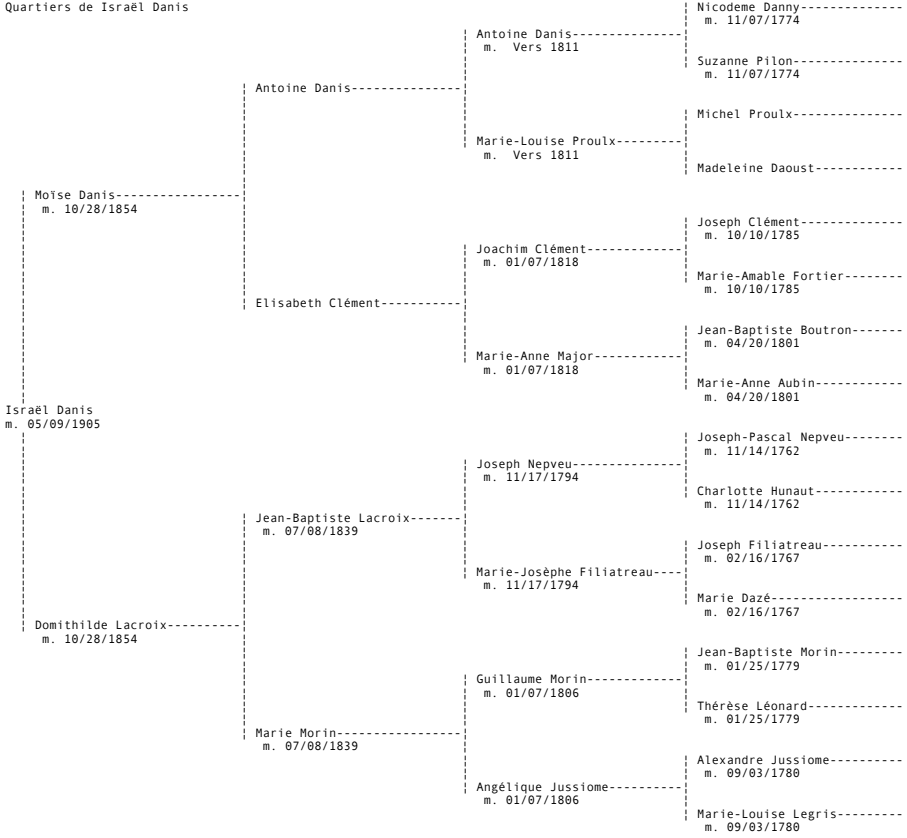 Quartiers de Israël Danis
Nicodeme Danny
m. 11/07/1774
Antoine Danis
m. Vers 1811
Suzanne Pilon
m. 11/07/1774
Antoine Danis
Michel Proulx
Marie-Louise Proulx
m. Vers 1811
Madeleine Daoust
Moïse Danis
m. 10/28/1854
Joseph Clément
m. 10/10/1785
Joachim Clément
m. 01/07/1818
Marie-Amable Fortier
m. 10/10/1785
Elisabeth Clément
Jean-Baptiste Boutron
m. 04/20/1801
Marie-Anne Major
m. 01/07/1818
Marie-Anne Aubin
m. 04/20/1801
Israël Danis
m. 05/09/1905
Joseph-Pascal Nepveu
m. 11/14/1762
Joseph Nepveu
m. 11/17/1794
Charlotte Hunaut
m. 11/14/1762
Jean-Baptiste Lacroix
m. 07/08/1839
Joseph Filiatreau
m. 02/16/1767
Marie-Josèphe Filiatreau
m. 11/17/1794
Marie Dazé
m. 02/16/1767
Domithilde Lacroix
m. 10/28/1854
Jean-Baptiste Morin
m. 01/25/1779
Guillaume Morin
m. 01/07/1806
Thérèse Léonard
m. 01/25/1779
Marie Morin
m. 07/08/1839
Alexandre Jussiome
m. 09/03/1780
Angélique Jussiome
m. 01/07/1806
Marie-Louise Legris
m. 09/03/1780